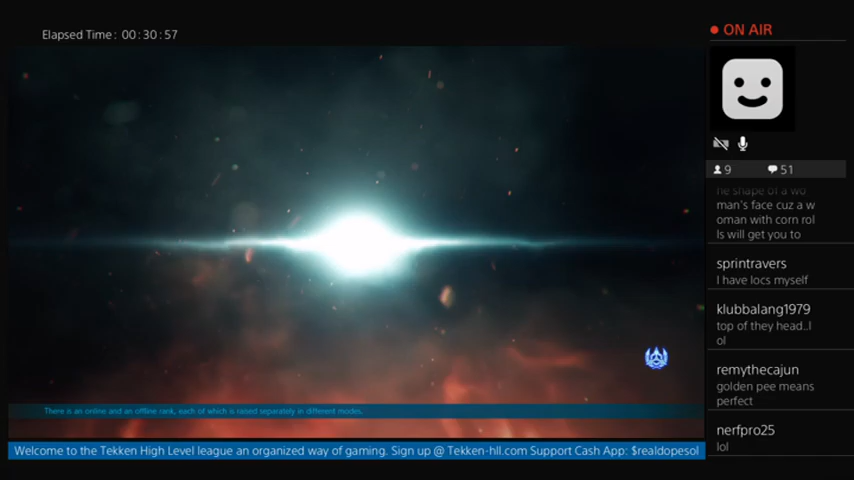 Elapsed Time: 00:30:57
ON AIR
9 51
he shape of a wo
man's face cuz a w
oman with corn rol
ls will get you to
sprintravers
I have locs myself
klubbalang1979
top of they head..l
ol
remythecajun
golden pee means
perfect
nerfpro25
lol
There is an online and an offline rank, each of which is raised separately in different modes.
Welcome to the Tekken High Level league an organized way of gaming. Sign up @ Tekken-hll.com Support Cash App: $realdopesol